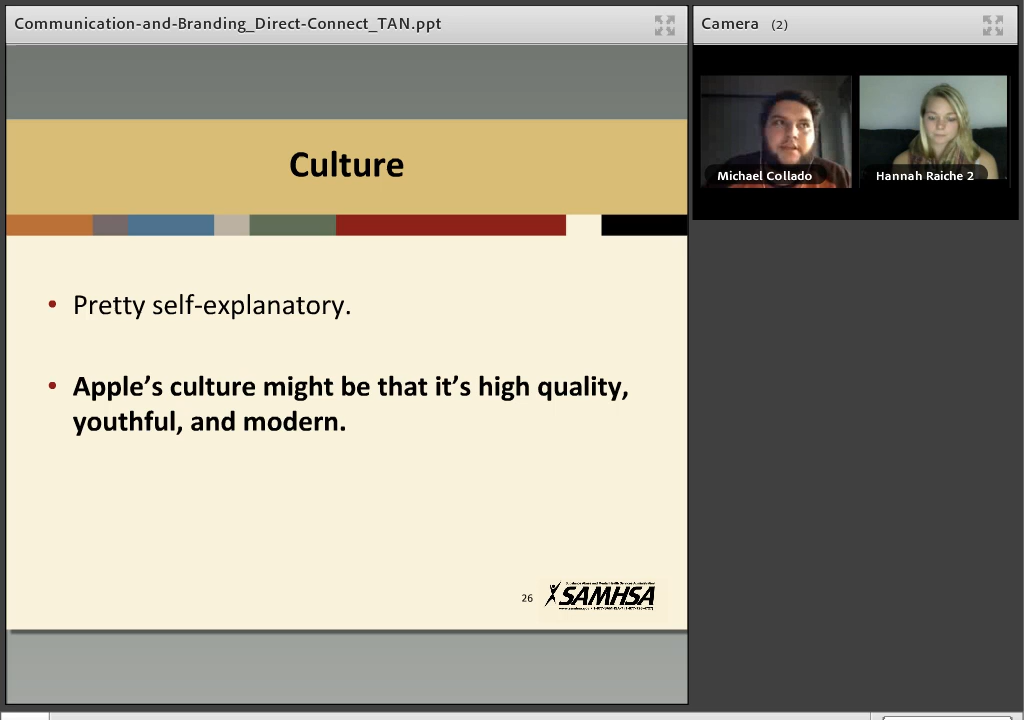 Communication-and-Branding_Direct-Connect_TAN.ppt
Camera (2)
Michael Collado
Hannah Raiche 2
Culture
• Pretty self-explanatory.
• Apple’s culture might be that it’s high quality,
youthful, and modern.
26
SAMHSA